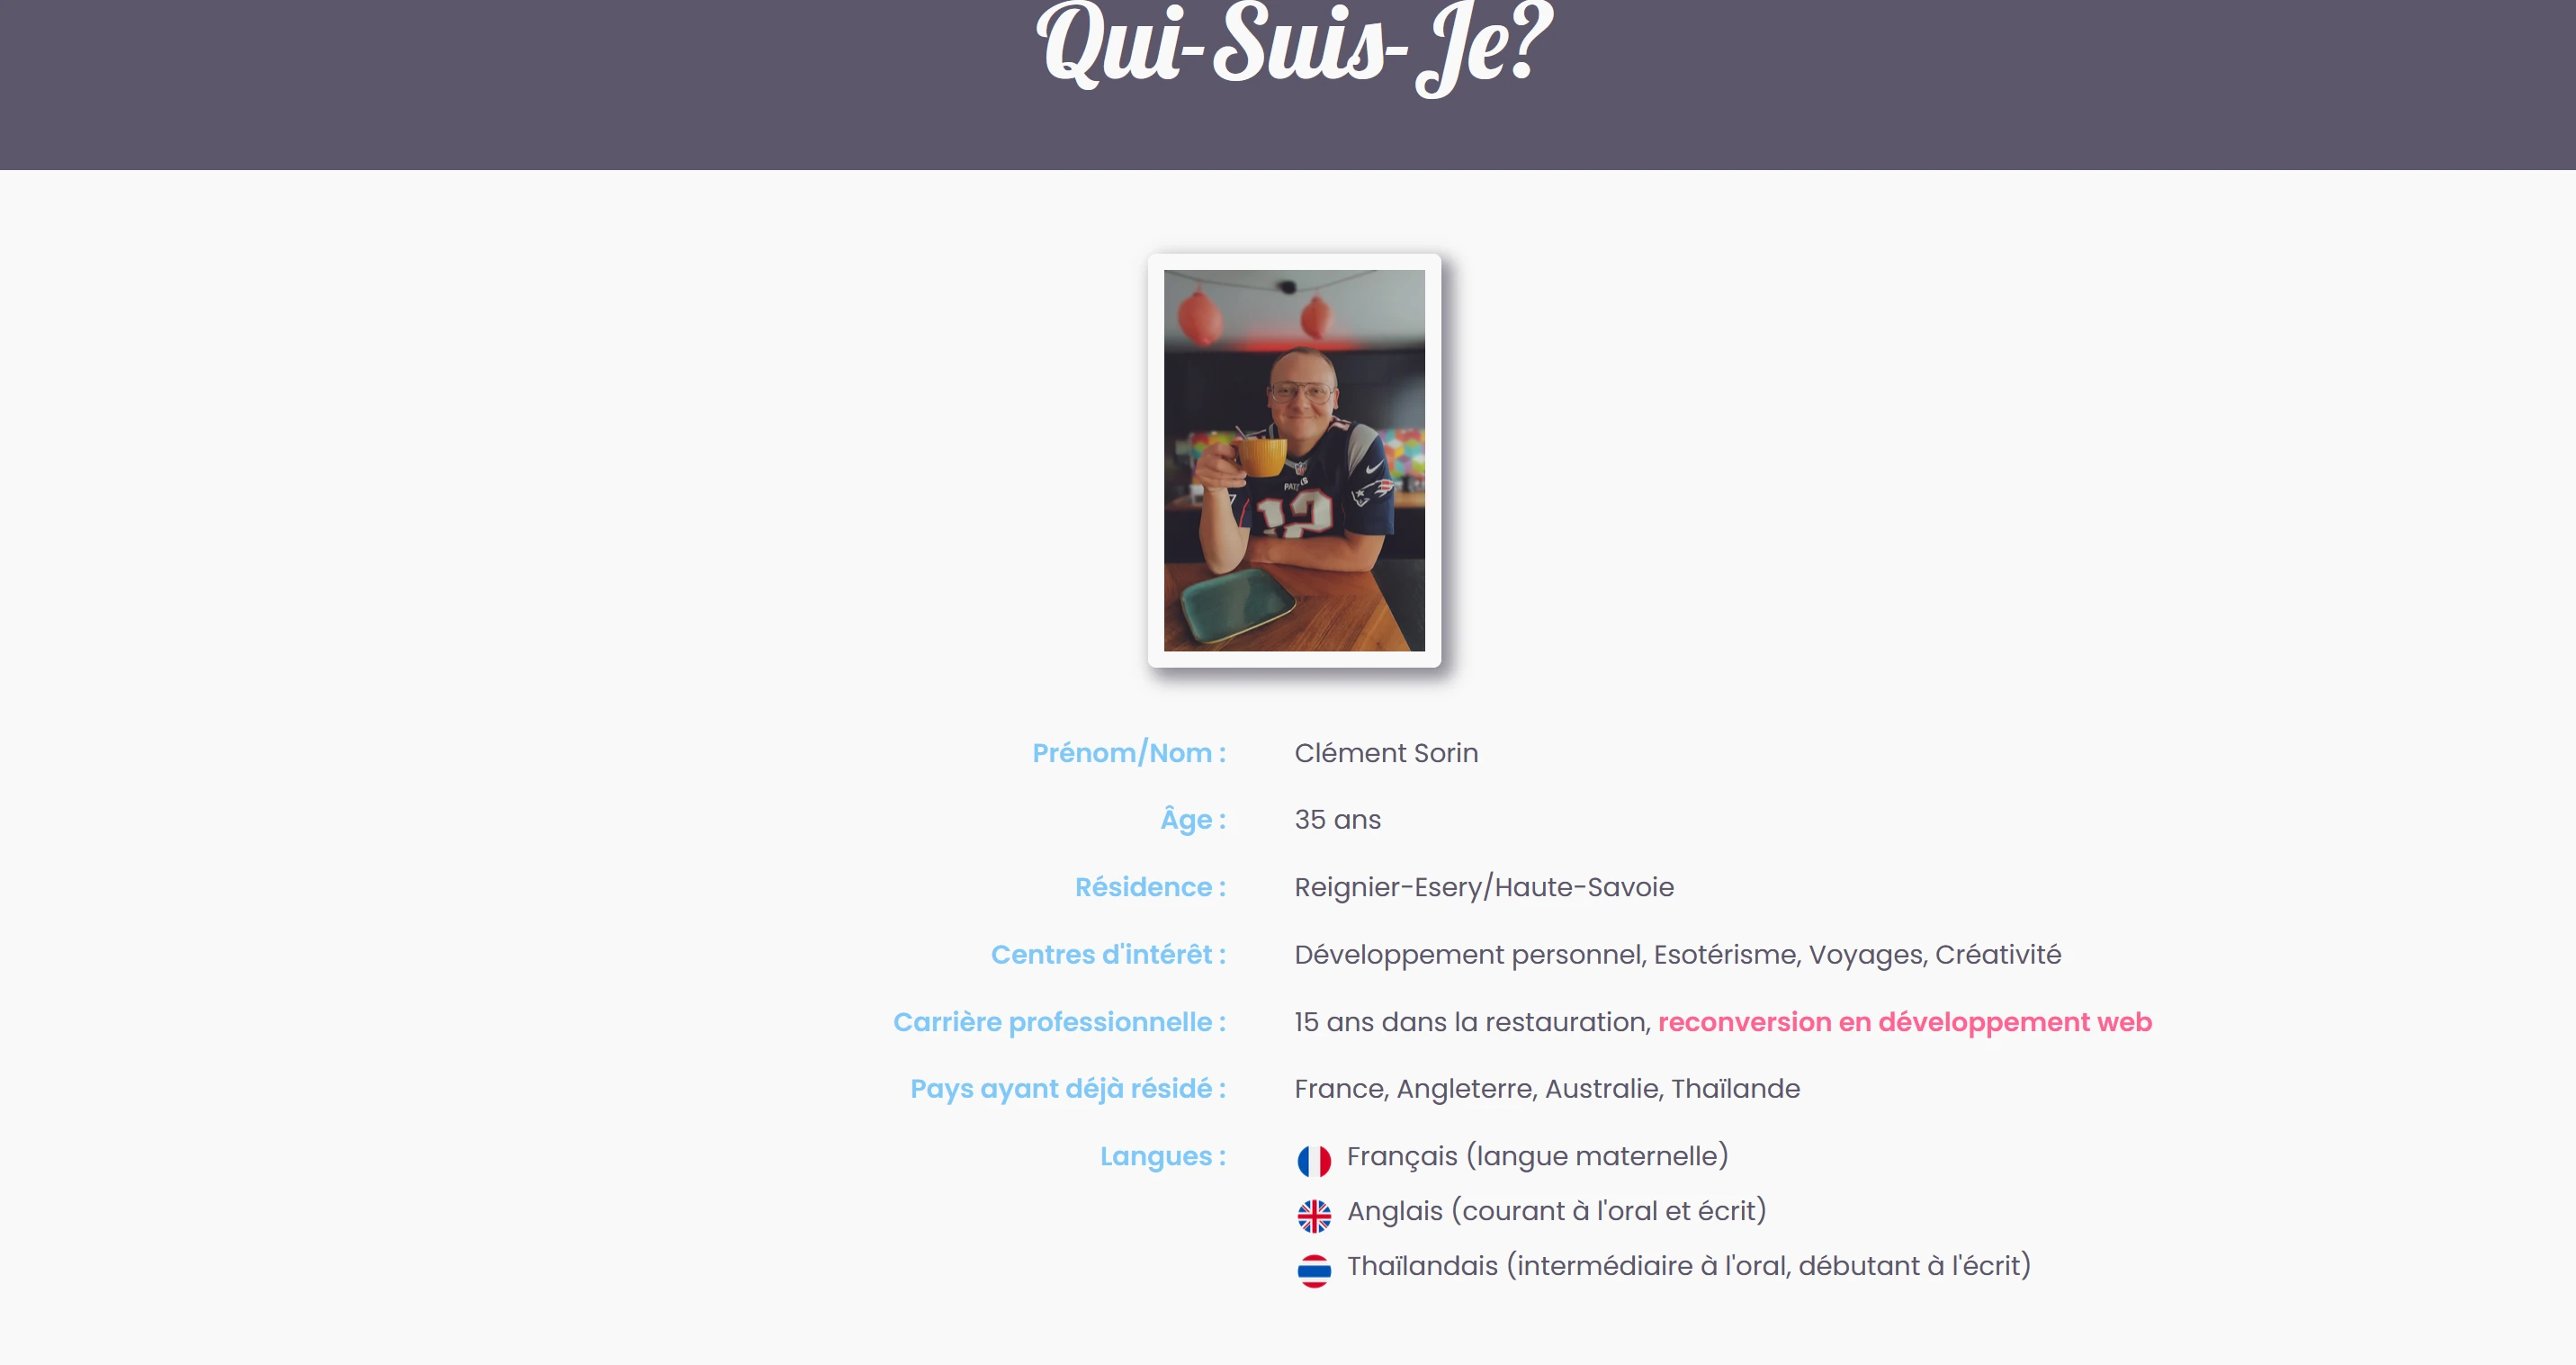 Qui-Suis-Je?
12
Prénom/Nom : Clément Sorin
Âge : 35 ans
Résidence : Reignier-Esery/Haute-Savoie
Centres d'intérêt : Développement personnel, Esotérisme, Voyages, Créativité
Carrière professionnelle : 15 ans dans la restauration, reconversion en développement web
Pays ayant déjà résidé : France, Angleterre, Australie, Thaïlande
Langues : Français (langue maternelle)
Anglais (courant à l'oral et écrit)
Thaïlandais (intermédiaire à l'oral, débutant à l'écrit)